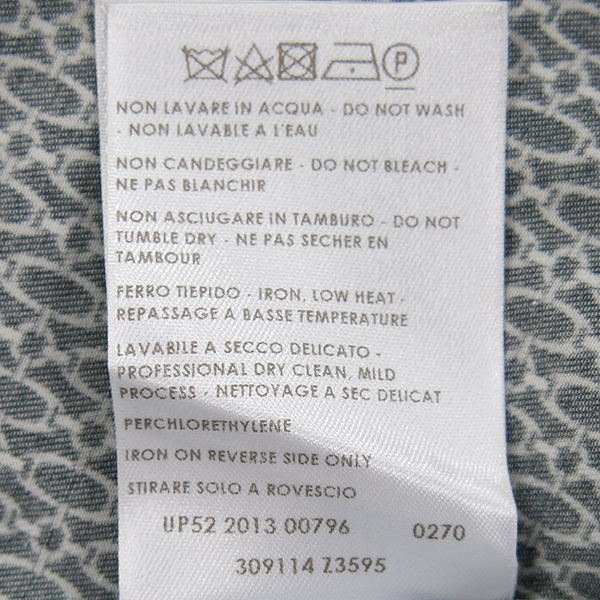 P
NON LAVARE IN ACQUA - DO NOT WASH
- NON LAVABLE A L'EAU
NON CANDEGGIARE - DO NOT BLEACH -
NE PAS BLANCHIR
NON ASCIUGARE IN TAMBURO - DO NOT
TUMBLE DRY - NE PAS SECHER EN
TAMBOUR
FERRO TIEPIDO - IRON, LOW HEAT -
REPASSAGE A BASSE TEMPERATURE
LAVABILE A SECCO DELICATO -
PROFESSIONAL DRY CLEAN, MILD
PROCESS - NETTOYAGE A SEC DELICAT
PERCHLORETHYLENE
IRON ON REVERSE SIDE ONLY
STIRARE SOLO A ROVESCIO
UP52 2013 00796 0270
309114 Z3595